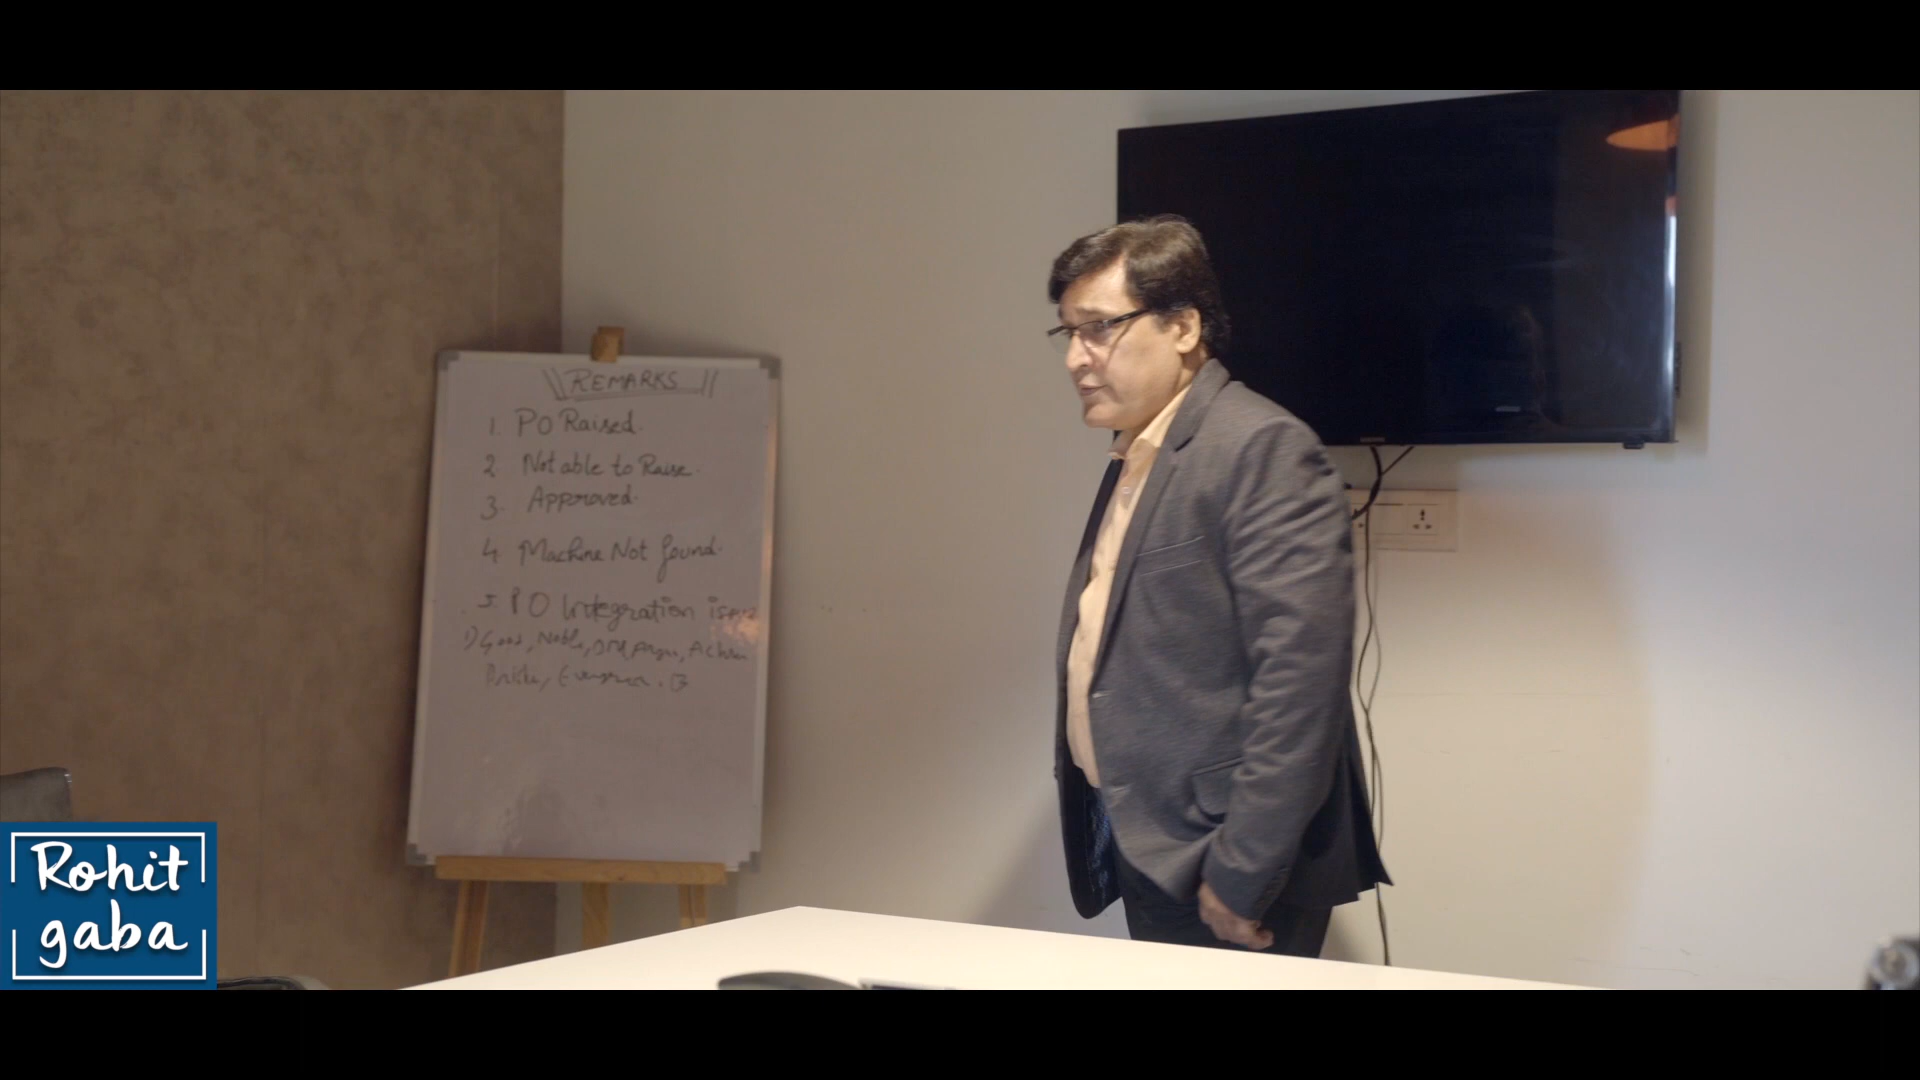 REMARKS
1. PO Raised.
2 Not able to Raise.
3. Approved.
4. Machine Not found.
5. PO Integration issue
Rohit
gaba